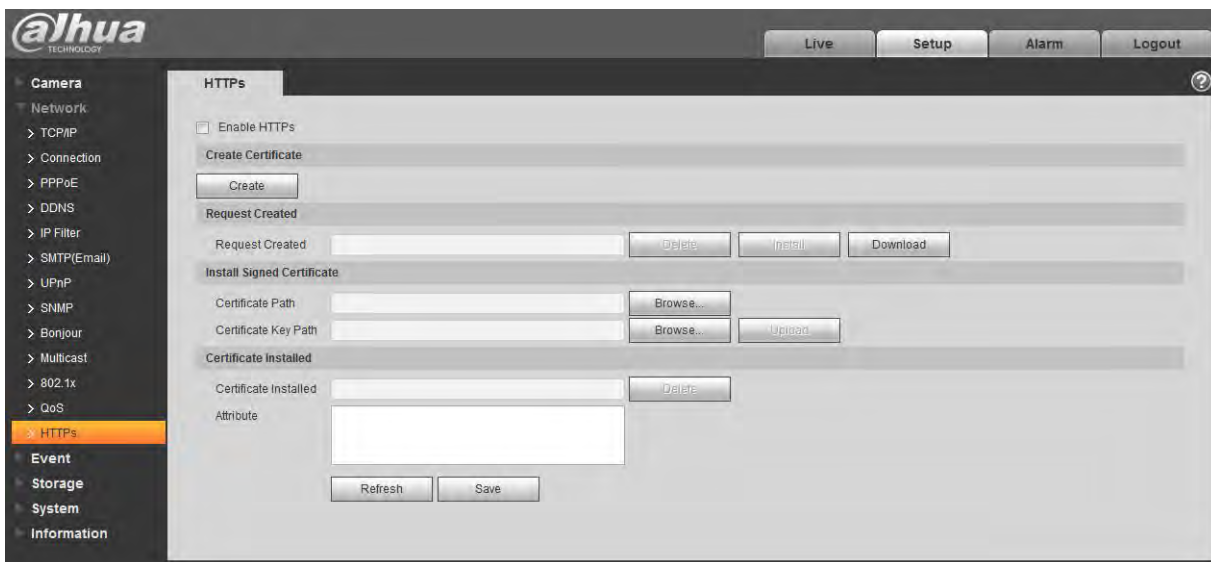 alhua
TECHNOLOGY
Live Setup Alarm Logout
Camera
Network
> TCP/IP
> Connection
> PPPoE
> DDNS
> IP Filter
> SMTP(Email)
> UPnP
> SNMP
> Bonjour
> Multicast
> 802.1x
> QoS
> HTTPs
Event
Storage
System
Information
HTTPs ?
Enable HTTPs
Create Certificate
Create
Request Created
Request Created Delete Install Download
Install Signed Certificate
Certificate Path Browse...
Certificate Key Path Browse... Upload
Certificate Installed
Certificate Installed Delete
Attribute
Refresh Save